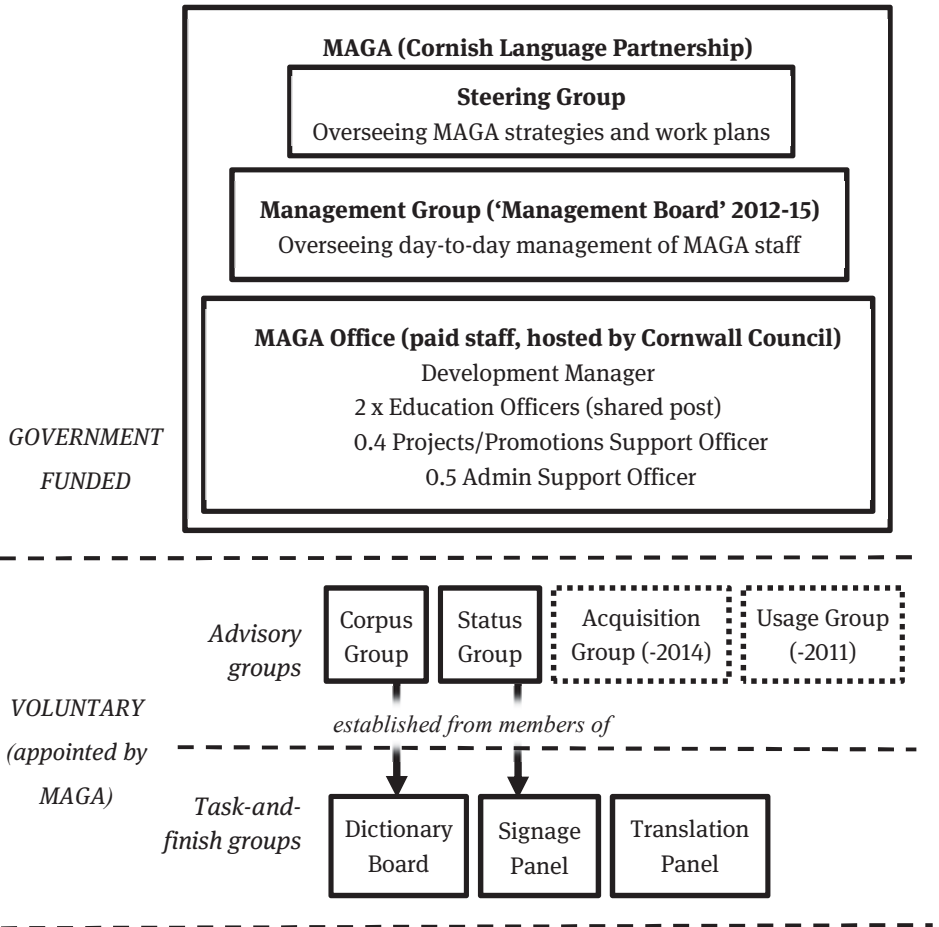 MAGA (Cornish Language Partnership)
Steering Group
Overseeing MAGA strategies and work plans
Management Group (‘Management Board’ 2012-15)
Overseeing day-to-day management of MAGA staff
MAGA Office (paid staff, hosted by Cornwall Council)
Development Manager
2 x Education Officers (shared post)
0.4 Projects/Promotions Support Officer
0.5 Admin Support Officer
GOVERNMENT
FUNDED
Advisory
groups
Corpus
Group
Status
Group
Acquisition
Group (-2014)
Usage Group
(-2011)
established from members of
VOLUNTARY
(appointed by
MAGA)
Task-and-
finish groups
Dictionary
Board
Signage
Panel
Translation
Panel